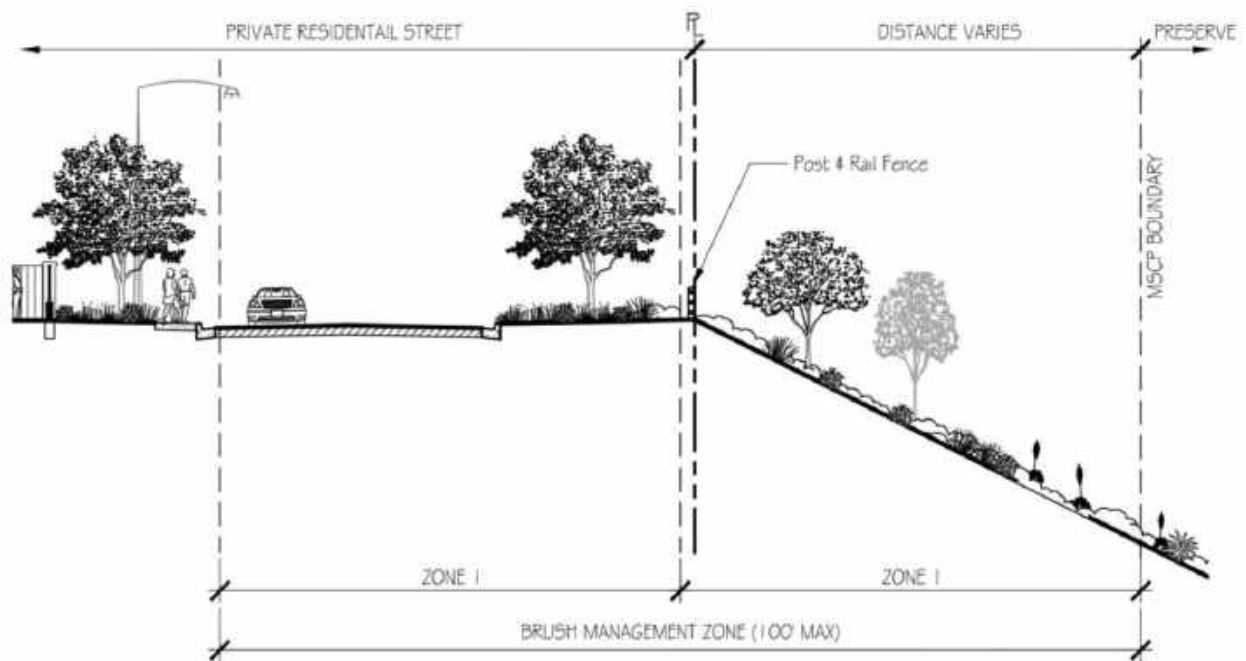 PRIVATE RESIDENTAIL STREET
PL
DISTANCE VARIES
PRESERVE
Post & Rail Fence
MSCP BOUNDARY
ZONE 1
ZONE 1
BRUSH MANAGEMENT ZONE (100' MAX)